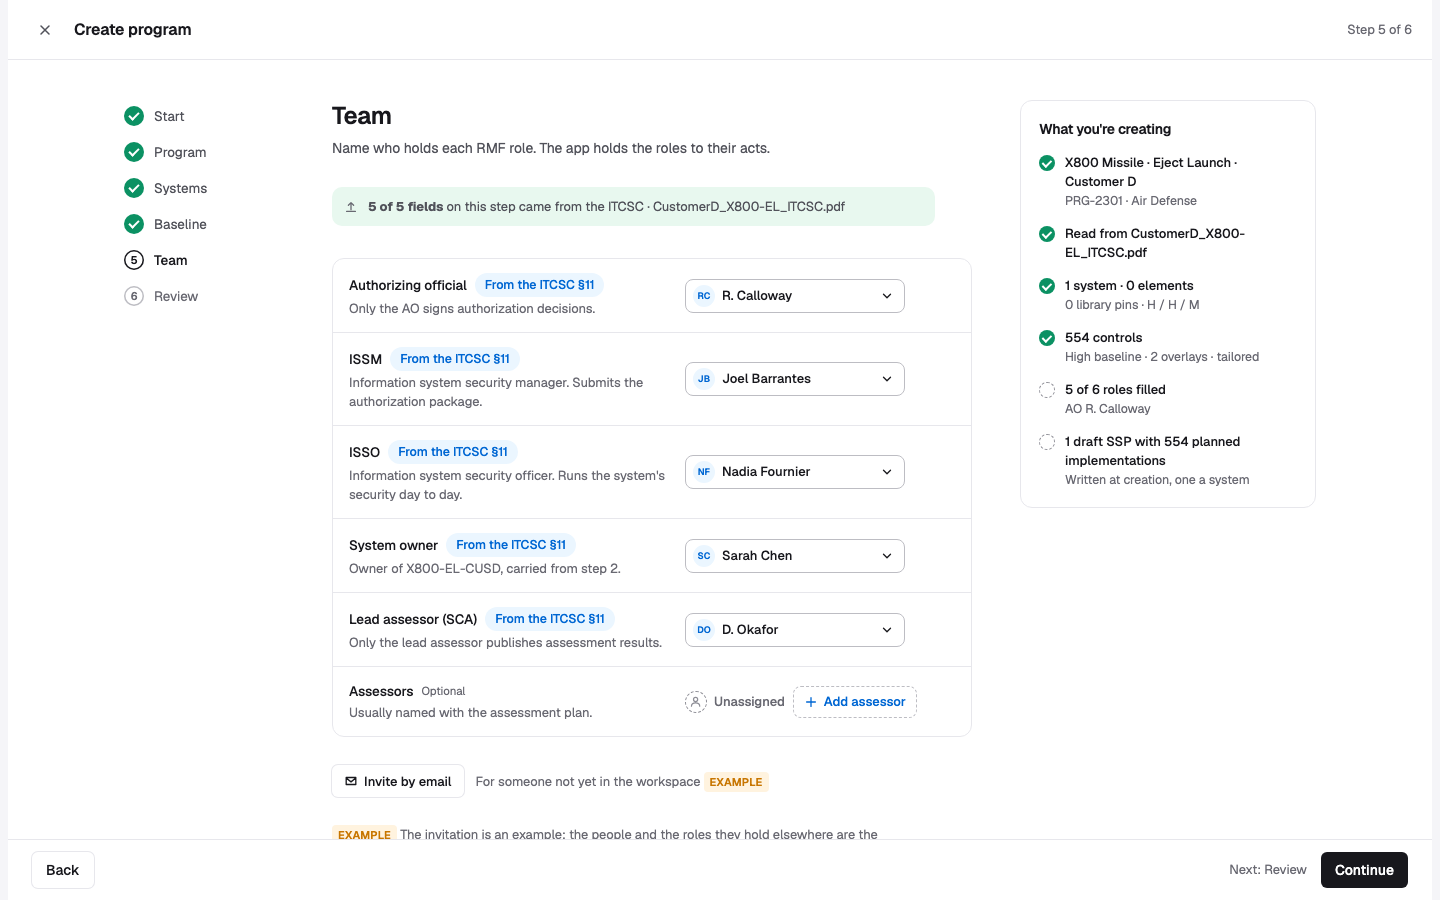 Create program
Step 5 of 6
Start
Program
Systems
Baseline
5 Team
6 Review
Team
Name who holds each RMF role. The app holds the roles to their acts.
5 of 5 fields on this step came from the ITCSC · CustomerD_X800-EL_ITCSC.pdf
Authorizing official From the ITCSC §11
Only the AO signs authorization decisions.
RC R. Calloway
ISSM From the ITCSC §11
Information system security manager. Submits the
authorization package.
JB Joel Barrantes
ISSO From the ITCSC §11
Information system security officer. Runs the system's
security day to day.
NF Nadia Fournier
System owner From the ITCSC §11
Owner of X800-EL-CUSD, carried from step 2.
SC Sarah Chen
Lead assessor (SCA) From the ITCSC §11
Only the lead assessor publishes assessment results.
DO D. Okafor
Assessors Optional
Usually named with the assessment plan.
Unassigned + Add assessor
Invite by email For someone not yet in the workspace EXAMPLE
EXAMPLE The invitation is an example: the people and the roles they hold elsewhere are the
What you're creating
X800 Missile · Eject Launch ·
Customer D
PRG-2301 · Air Defense
Read from CustomerD_X800-
EL_ITCSC.pdf
1 system · 0 elements
0 library pins · H / H / M
554 controls
High baseline · 2 overlays · tailored
5 of 6 roles filled
AO R. Calloway
1 draft SSP with 554 planned
implementations
Written at creation, one a system
Back
Next: Review
Continue